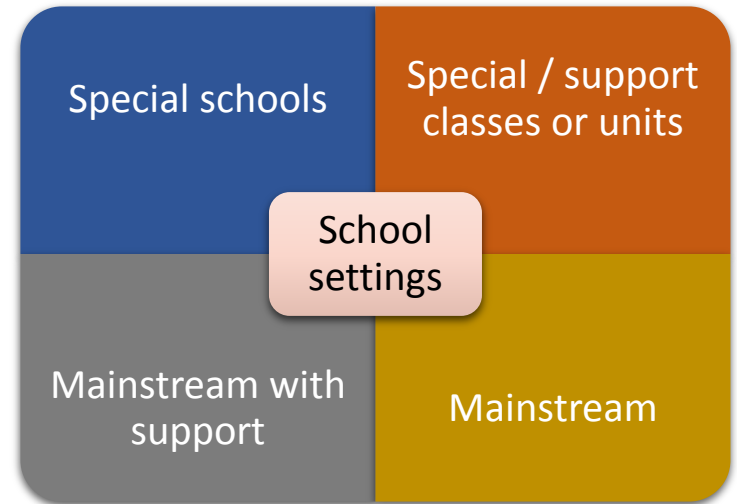 Special schools
Special / support
classes or units
School
settings
Mainstream with
support
Mainstream